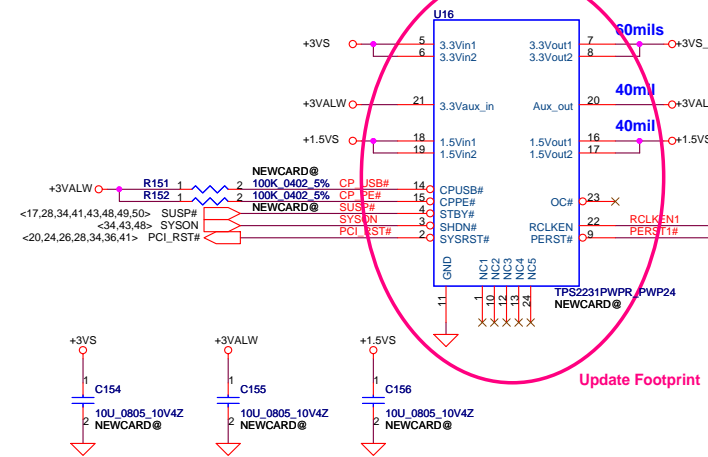 U16
60mils
+3VS 5 3.3Vin1 3.3Vout1 7 +3VS_
6 3.3Vin2 3.3Vout2 8
40mil
+3VALW 21 3.3Vaux_in Aux_out 20 +3VAL
40mil
+1.5VS 18 1.5Vin1 1.5Vout1 16 +1.5VS
19 1.5Vin2 1.5Vout2 17
NEWCARD@
+3VALW R151 1 2 100K_0402_5% CP_USB# 14 CPUSB#
R152 1 2 100K_0402_5% CP_PE# 15 CPPE# OC# 23
NEWCARD@
<17,28,34,41,43,48,49,50> SUSP# SUSP# 4 STBY#
<34,43,48> SYSON SYSON 3 SHDN# RCLKEN 22 RCLKEN1
<20,24,26,28,34,36,41> PCI_RST# PCI_RST# 2 SYSRST# PERST# 9 PERST1#
GND NC1 NC2 NC3 NC4 NC5
11 1 10 12 13 24
TPS2231PWPR_PWP24
NEWCARD@
+3VS +3VALW +1.5VS
1 1 1
C154 C155 C156
Update Footprint
10U_0805_10V4Z 10U_0805_10V4Z 10U_0805_10V4Z
2 NEWCARD@ 2 NEWCARD@ 2 NEWCARD@